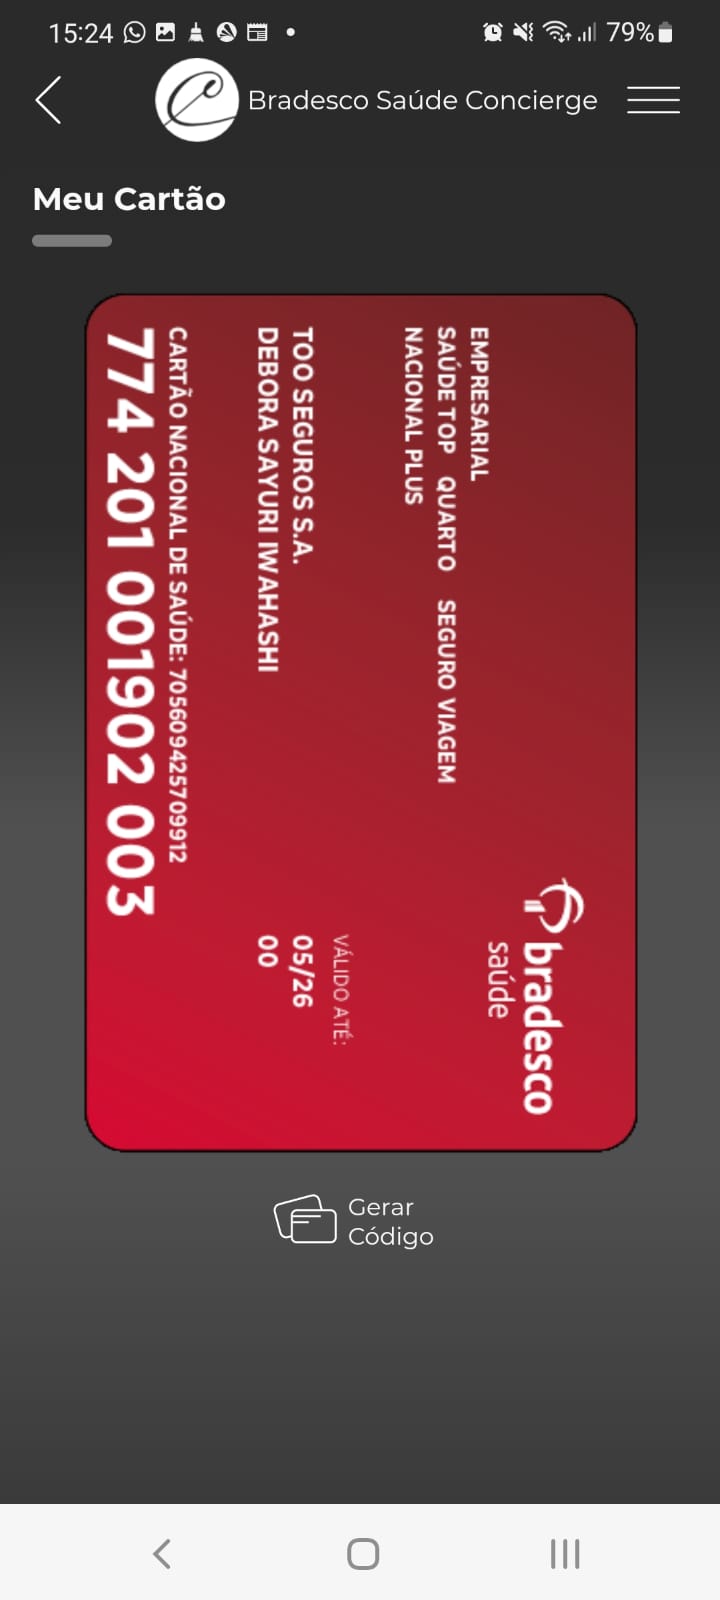 15:24
79%
Bradesco Saúde Concierge
Meu Cartão
bradesco
saúde
EMPRESARIAL
SAÚDE TOP QUARTO SEGURO VIAGEM
NACIONAL PLUS
VÁLIDO ATÉ:
TOO SEGUROS S.A. 05/26
DEBORA SAYURI IWAHASHI 00
CARTÃO NACIONAL DE SAÚDE: 705609425709912
774 201 001902 003
Gerar
Código